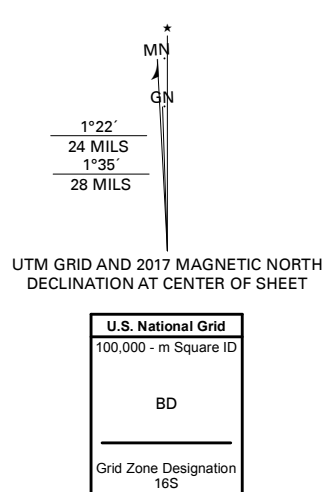 ★
MN
GN
1°22´
24 MILS
1°35´
28 MILS
UTM GRID AND 2017 MAGNETIC NORTH
DECLINATION AT CENTER OF SHEET
U.S. National Grid
100,000 - m Square ID
BD
Grid Zone Designation
16S